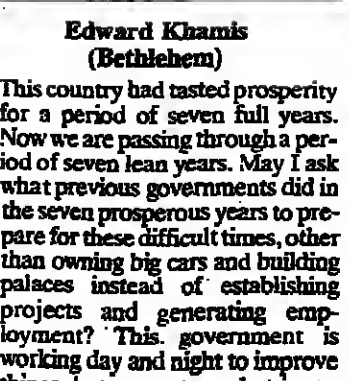 Edward Khamis
(Bethlehem)
This country had tasted prosperity
for a period of seven full years.
Now we are passing through a per-
iod of seven lean years. May I ask
what previous governments did in
the seven prosperous years to pre-
pare for these difficult times, other
than owning big cars and building
palaces instead of establishing
projects and generating emp-
loyment? This. government is
working day and night to improve